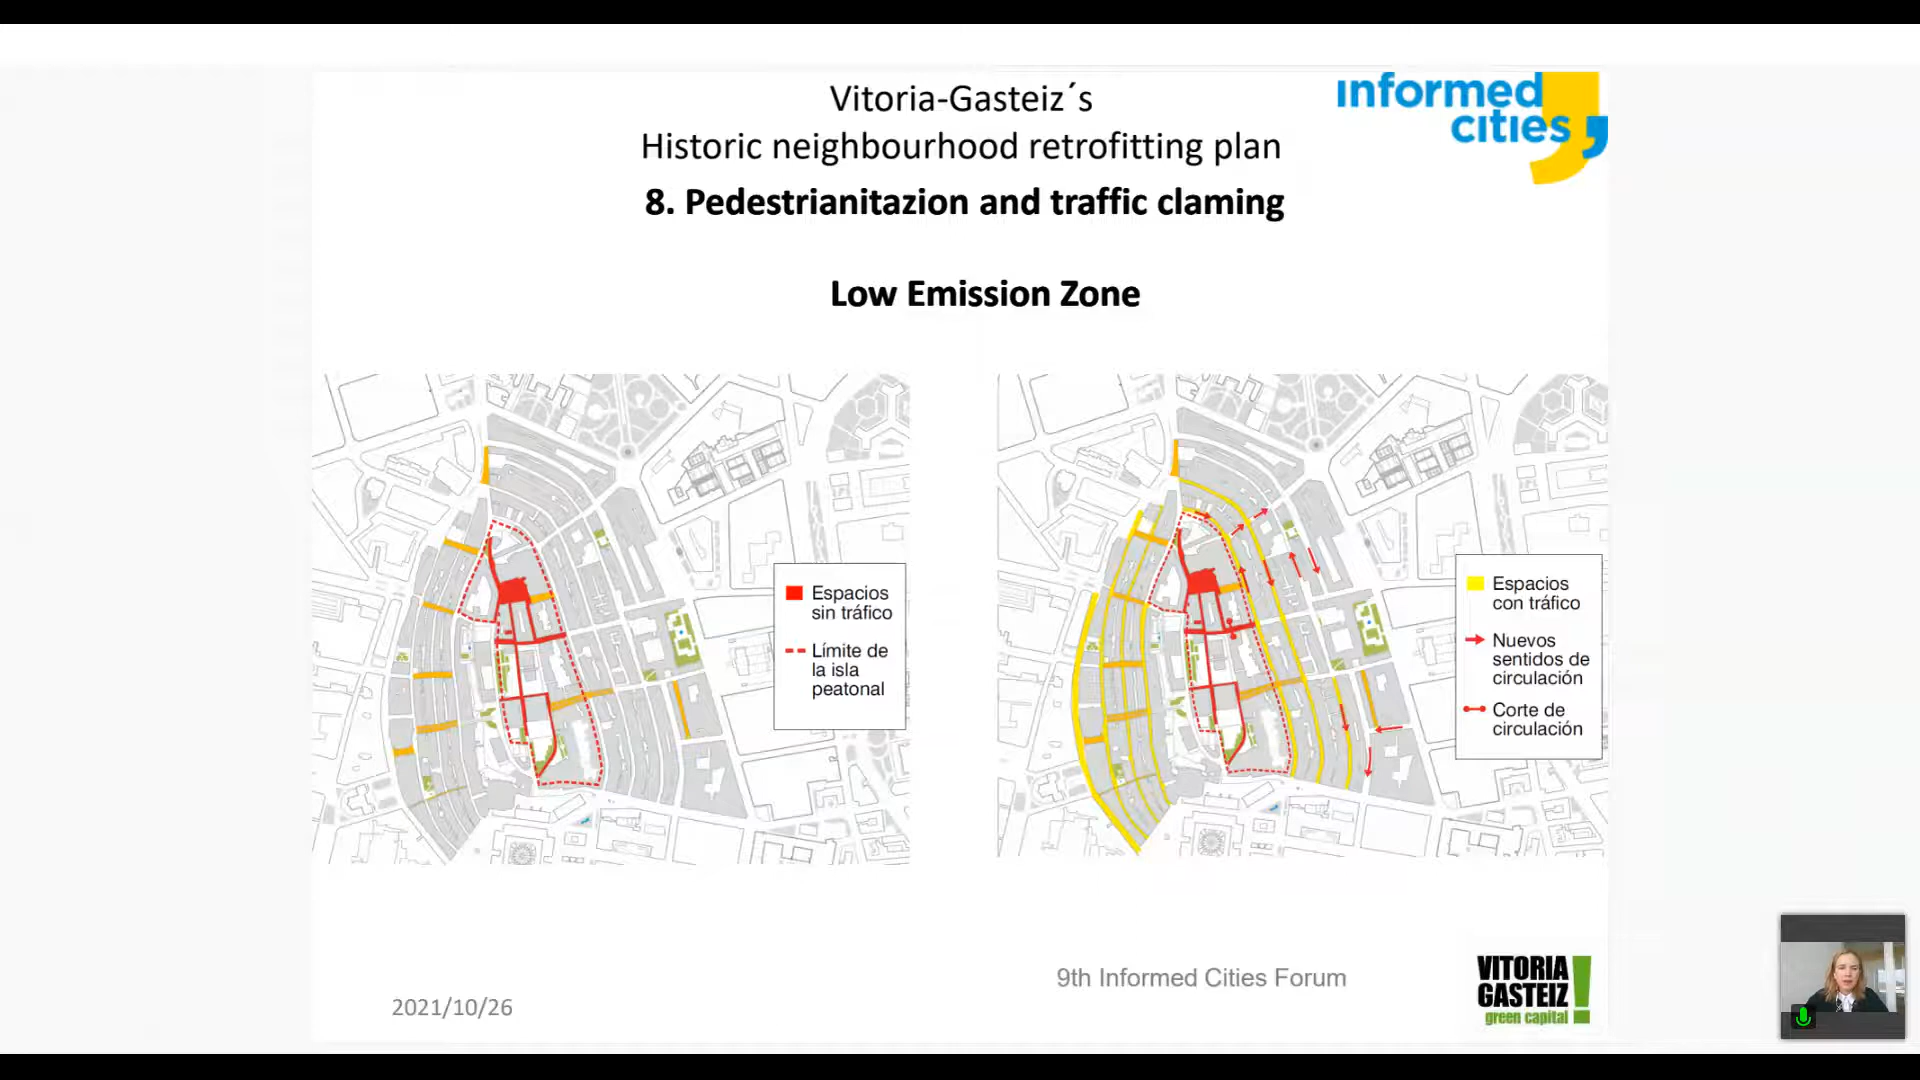 Vitoria-Gasteiz´s
Historic neighbourhood retrofitting plan
8. Pedestrianitazion and traffic claming
informed
cities
Low Emission Zone
Espacios
sin tráfico
Límite de
la isla
peatonal
Espacios
con tráfico
Nuevos
sentidos de
circulación
Corte de
circulación
2021/10/26
9th Informed Cities Forum
VITORIA
GASTEIZ
green capital